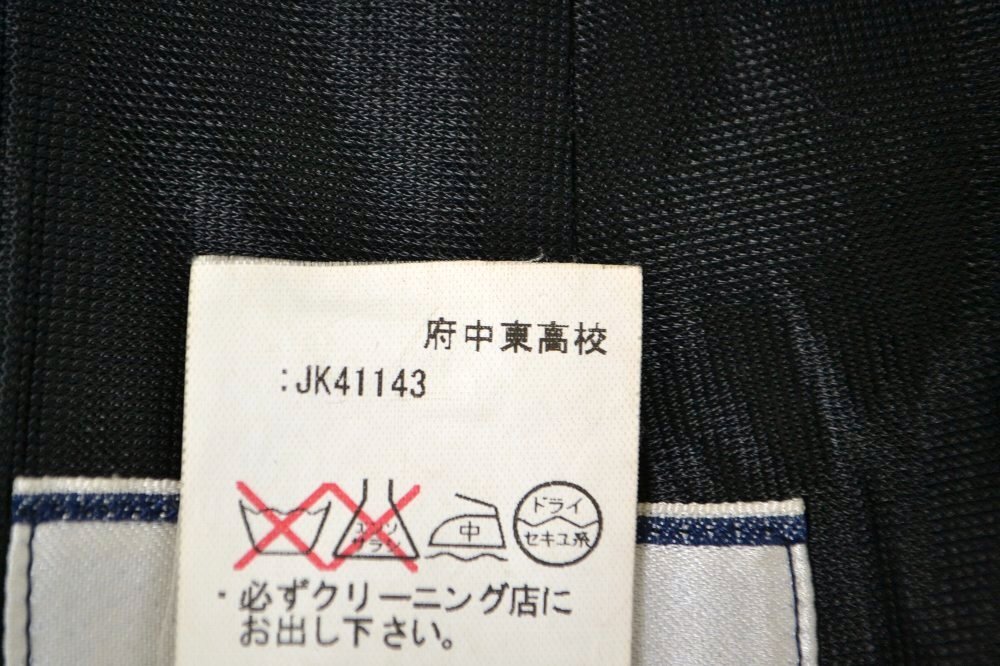 府中東高校
:JK41143
エンソ
サラシ
中
ドライ
セキユ系
・必ずクリーニング店に
お出し下さい。